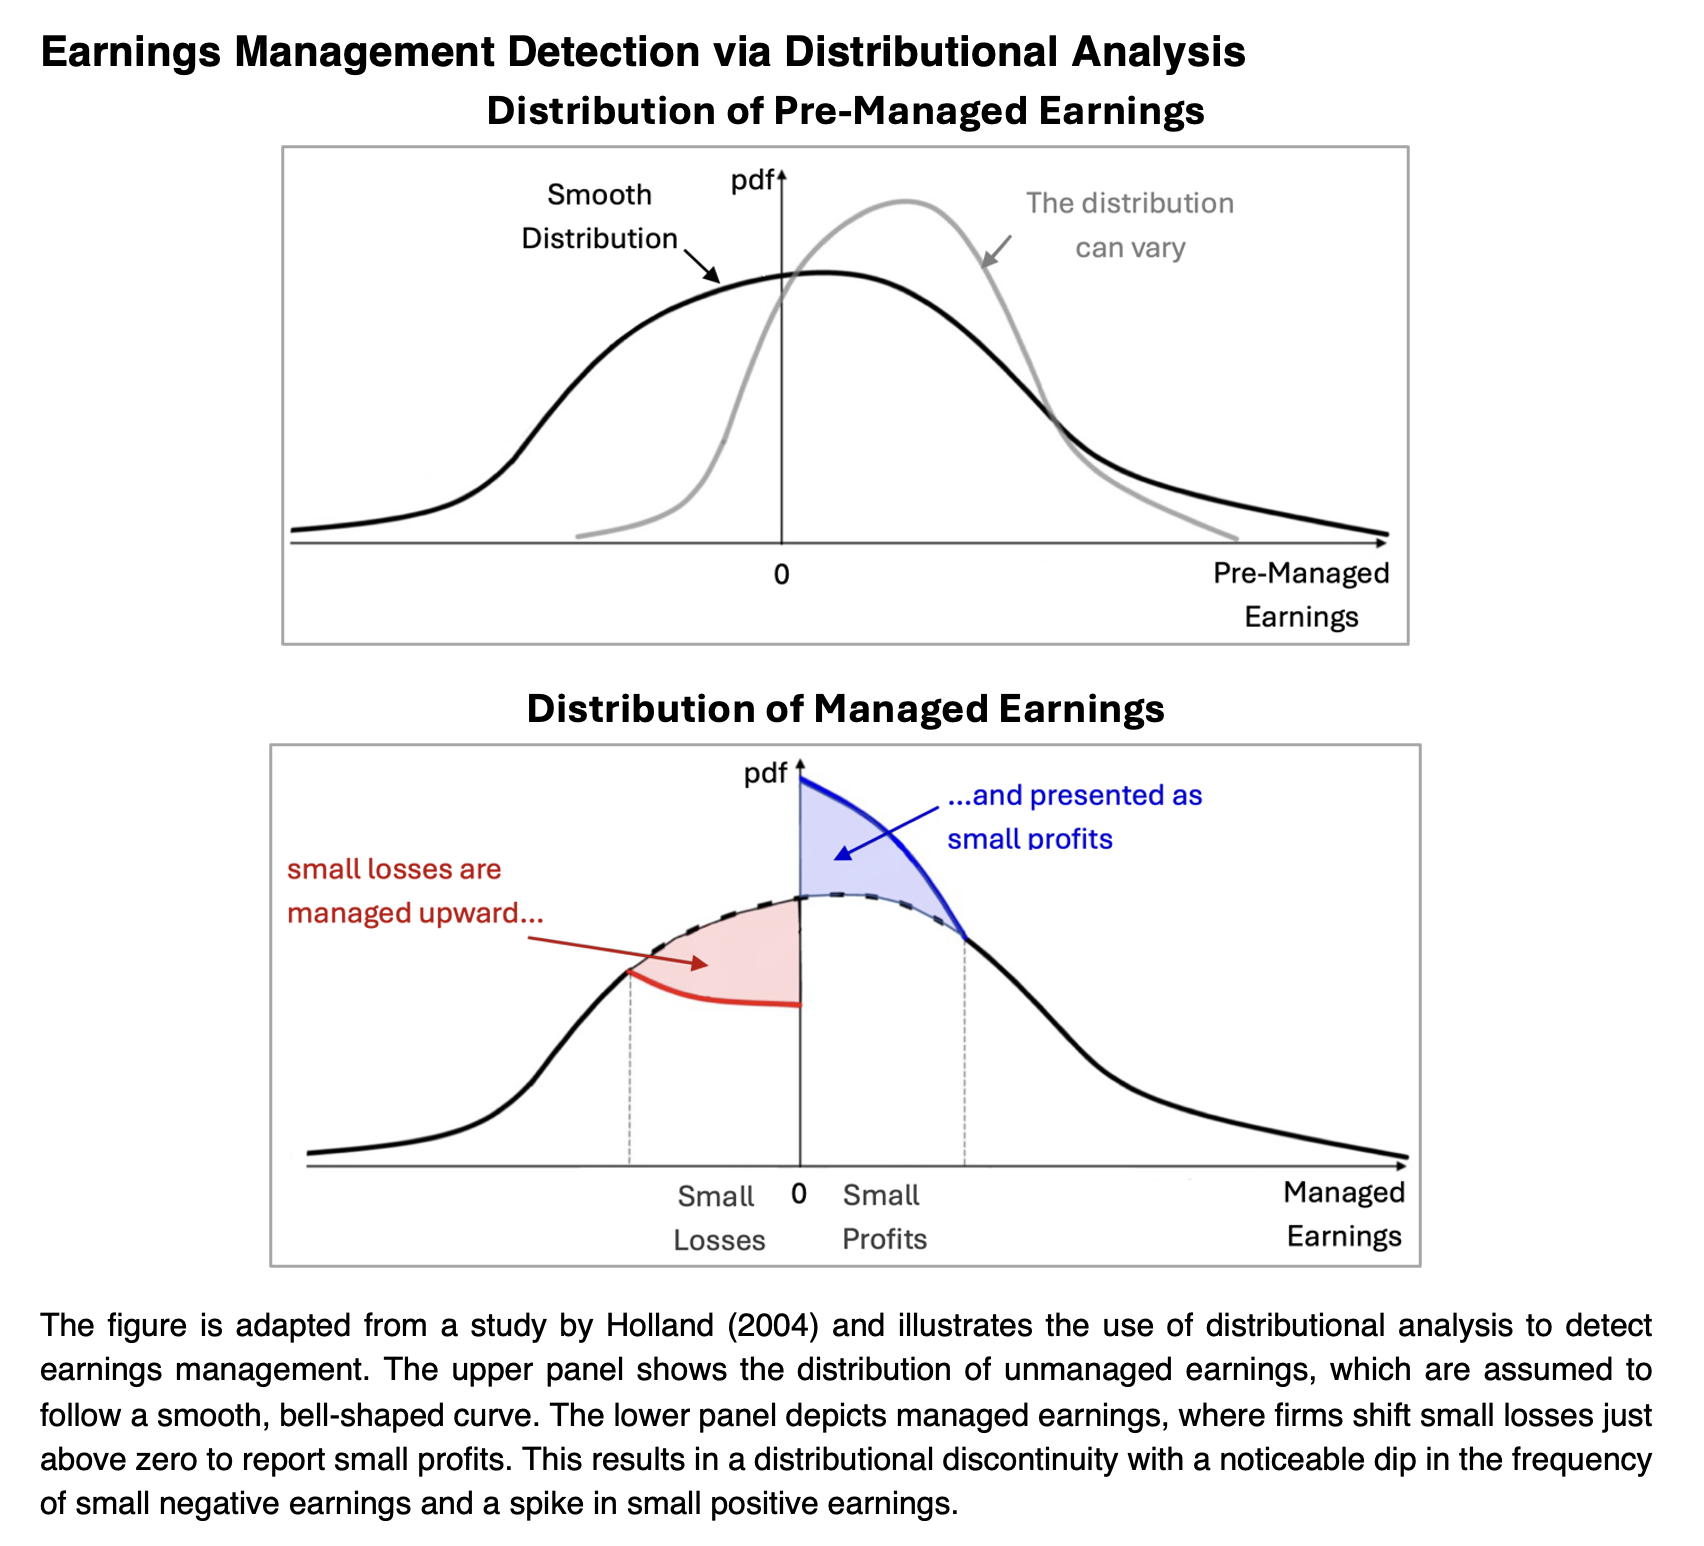 Earnings Management Detection via Distributional Analysis
Distribution of Pre-Managed Earnings
pdf
Smooth
Distribution
The distribution
can vary
0
Pre-Managed
Earnings
Distribution of Managed Earnings
pdf
...and presented as
small profits
small losses are
managed upward...
Small
Losses
0
Small
Profits
Managed
Earnings
The figure is adapted from a study by Holland (2004) and illustrates the use of distributional analysis to detect
earnings management. The upper panel shows the distribution of unmanaged earnings, which are assumed to
follow a smooth, bell-shaped curve. The lower panel depicts managed earnings, where firms shift small losses just
above zero to report small profits. This results in a distributional discontinuity with a noticeable dip in the frequency
of small negative earnings and a spike in small positive earnings.